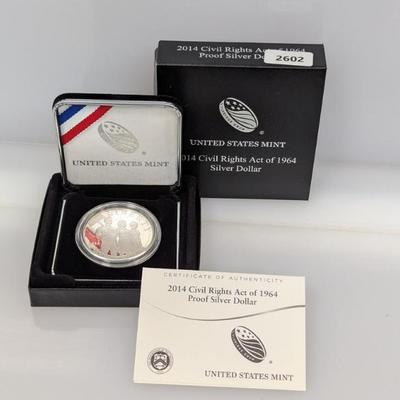 2014 Civil Rights Act of 1964
Proof Silver Dollar
2602
UNITED STATES MINT
2014 Civil Rights Act of 1964
Silver Dollar
UNITED STATES MINT
CERTIFICATE OF AUTHENTICITY
2014 Civil Rights Act of 1964
Proof Silver Dollar
UNITED STATES MINT